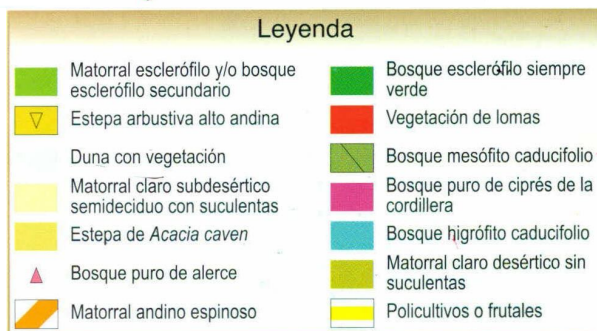 Leyenda
Matorral esclerófilo y/o bosque
esclerófilo secundario
Estepa arbustiva alto andina
Duna con vegetación
Matorral claro subdesértico
semideciduo con suculentas
Estepa de Acacia caven
Bosque puro de alerce
Matorral andino espinoso
Bosque esclerófilo siempre
verde
Vegetación de lomas
Bosque mesófito caducifolio
Bosque puro de ciprés de la
cordillera
Bosque higrófito caducifolio
Matorral claro desértico sin
suculentas
Policultivos o frutales